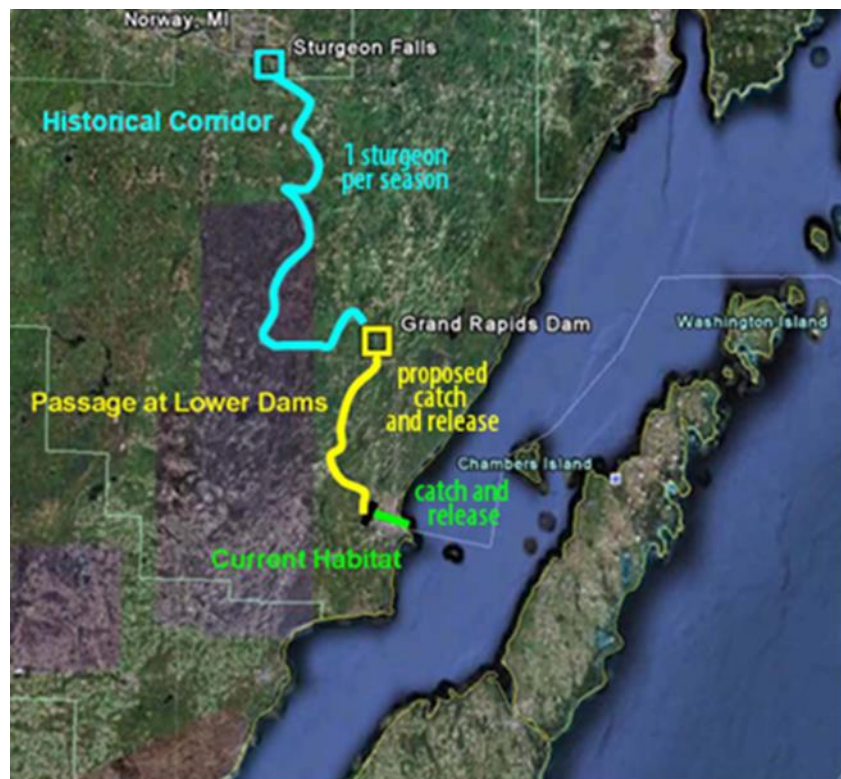 Norway, MI
Sturgeon Falls
Historical Corridor
1 sturgeon
per season
Washington Island
Grand Rapids Dam
proposed
catch
and release
Passage at Lower Dams
Chambers Island
catch and
release
Current Habitat